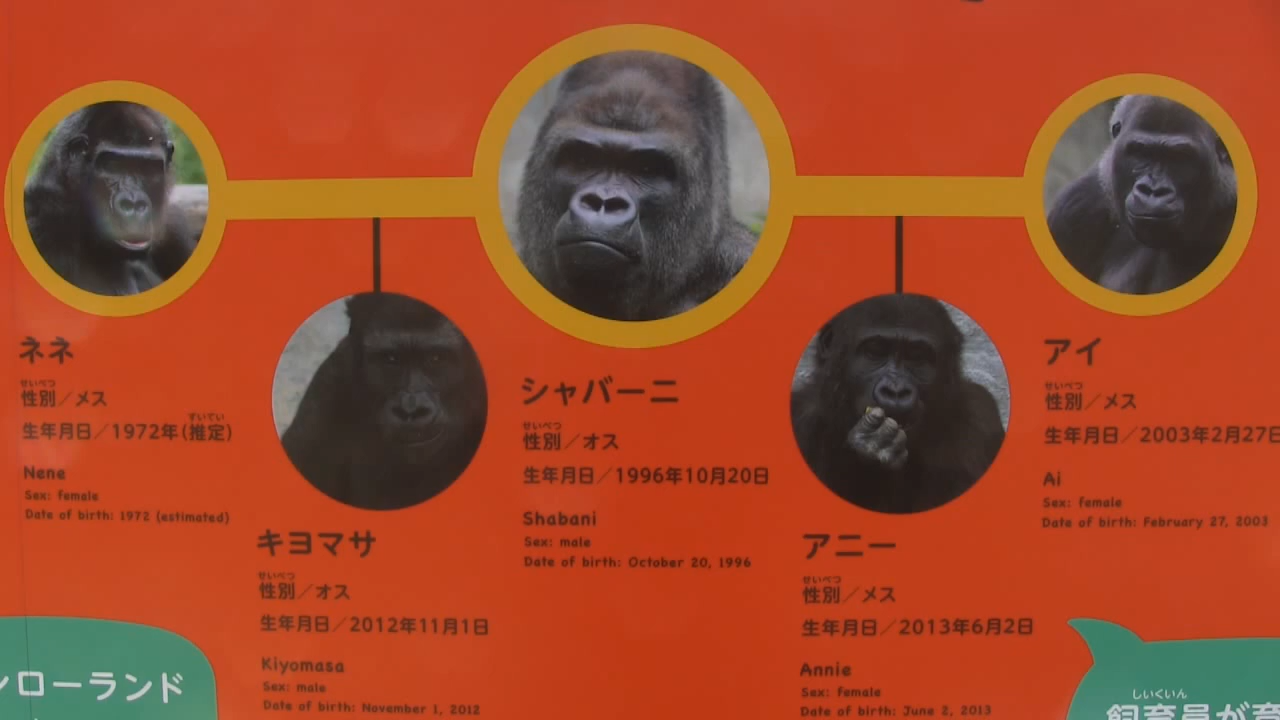 ネネ
せいべつ
性別／メス
すいてい
生年月日／1972年(推定)
Nene
Sex: female
Date of birth: 1972 (estimated)
キヨマサ
せいべつ
性別／オス
生年月日／2012年11月1日
Kiyomasa
Sex: male
Date of birth: November 1, 2012
シャバーニ
せいべつ
性別／オス
生年月日／1996年10月20日
Shabani
Sex: male
Date of birth: October 20, 1996
アニー
せいべつ
性別／メス
生年月日／2013年6月2日
Annie
Sex: female
Date of birth: June 2, 2013
アイ
せいべつ
性別／メス
生年月日／2003年2月27日
Ai
Sex: female
Date of birth: February 27, 2003
ンローランド
しいくいん
飼育員が育